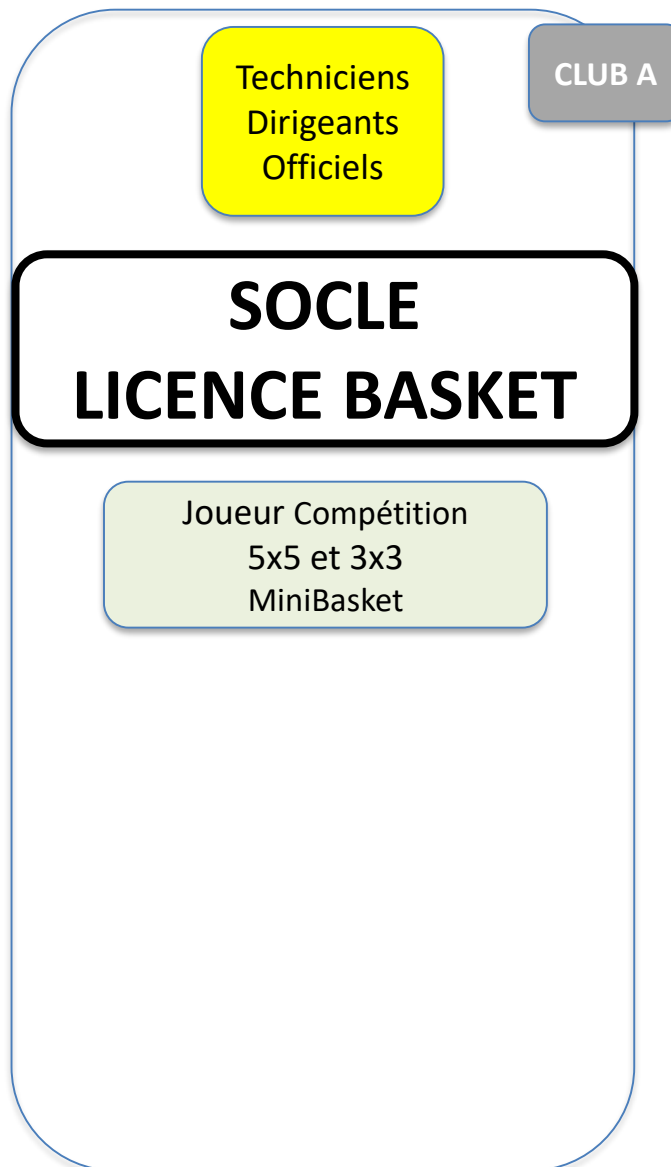 Techniciens
Dirigeants
Officiels
CLUB A
SOCLE
LICENCE BASKET
Joueur Compétition
5x5 et 3x3
MiniBasket